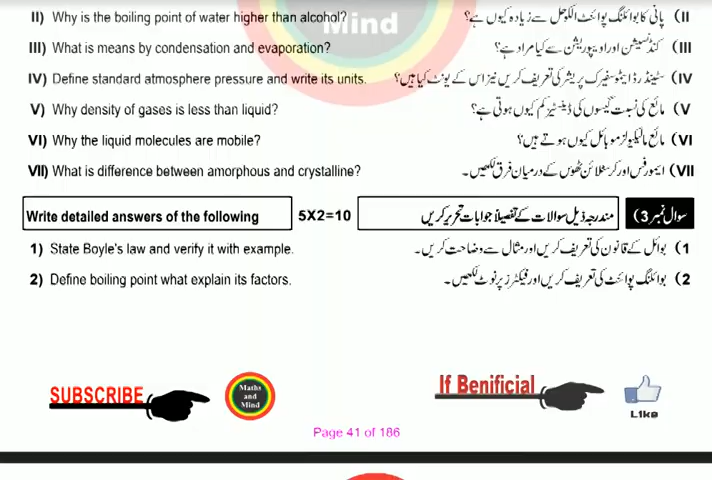 Mind
II) Why is the boiling point of water higher than alcohol? پانی کا بوائلنگ پوائنٹ الکوحل سے زیادہ کیوں ہے؟ (II
III) What is means by condensation and evaporation? کنڈنسیشن اور ایویپوریشن سے کیا مراد ہے؟ (III
IV) Define standard atmosphere pressure and write its units. سٹینڈرڈ ایٹموسفیرک پریشر کی تعریف کریں نیز اس کے یونٹ کیا ہیں؟ (IV
V) Why density of gases is less than liquid? مائع کی نسبت گیسوں کی ڈینسٹیز کم کیوں ہوتی ہے؟ (V
VI) Why the liquid molecules are mobile? مائع مالیکیولز موبائل کیوں ہوتے ہیں؟ (VI
VII) What is difference between amorphous and crystalline? ایمورفس اور کرسٹلائن ٹھوس کے درمیان فرق لکھیں۔ (VII
Write detailed answers of the following 5X2=10 مندرجہ ذیل سوالات کے تفصیلاً جوابات تحریر کریں سوال نمبر 3)
1) State Boyle's law and verify it with example. بوائل کے قانون کی تعریف کریں اور مثال سے وضاحت کریں۔ (1
2) Define boiling point what explain its factors. بوائلنگ پوائنٹ کی تعریف کریں اور فیکٹرز پر نوٹ لکھیں۔ (2
SUBSCRIBE
Maths
and
Mind
If Benificial
Like
Page 41 of 186